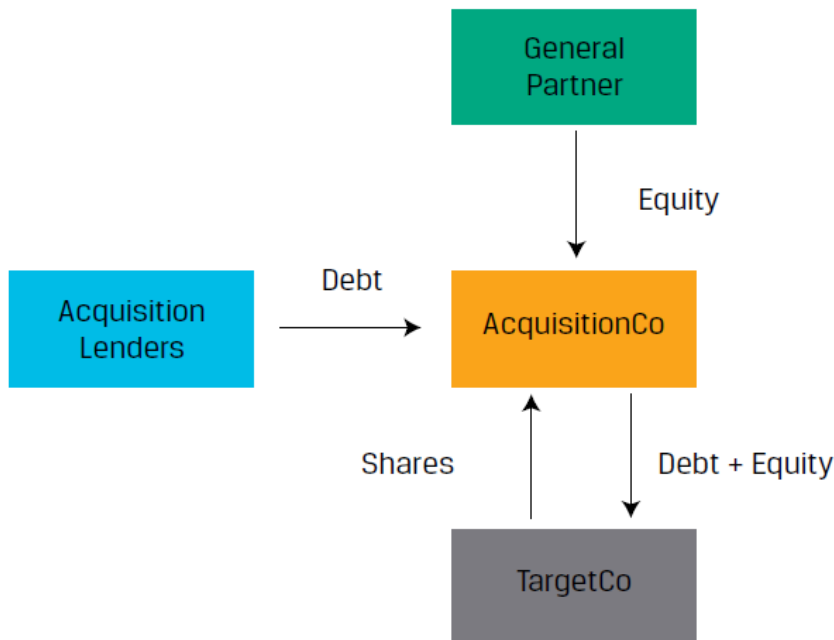 General
Partner
Equity
Debt
Acquisition
Lenders
AcquisitionCo
Shares
Debt + Equity
TargetCo